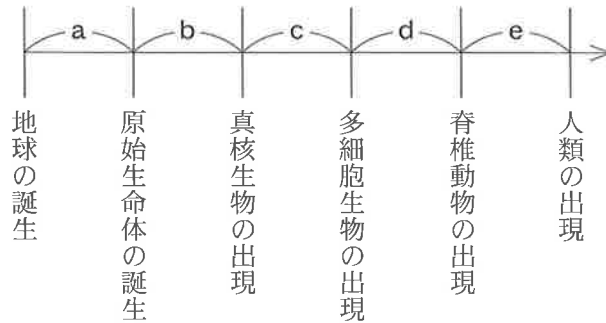 a
b
c
d
e
地球の誕生
原始生命体の誕生
真核生物の出現
多細胞生物の出現
脊椎動物の出現
人類の出現